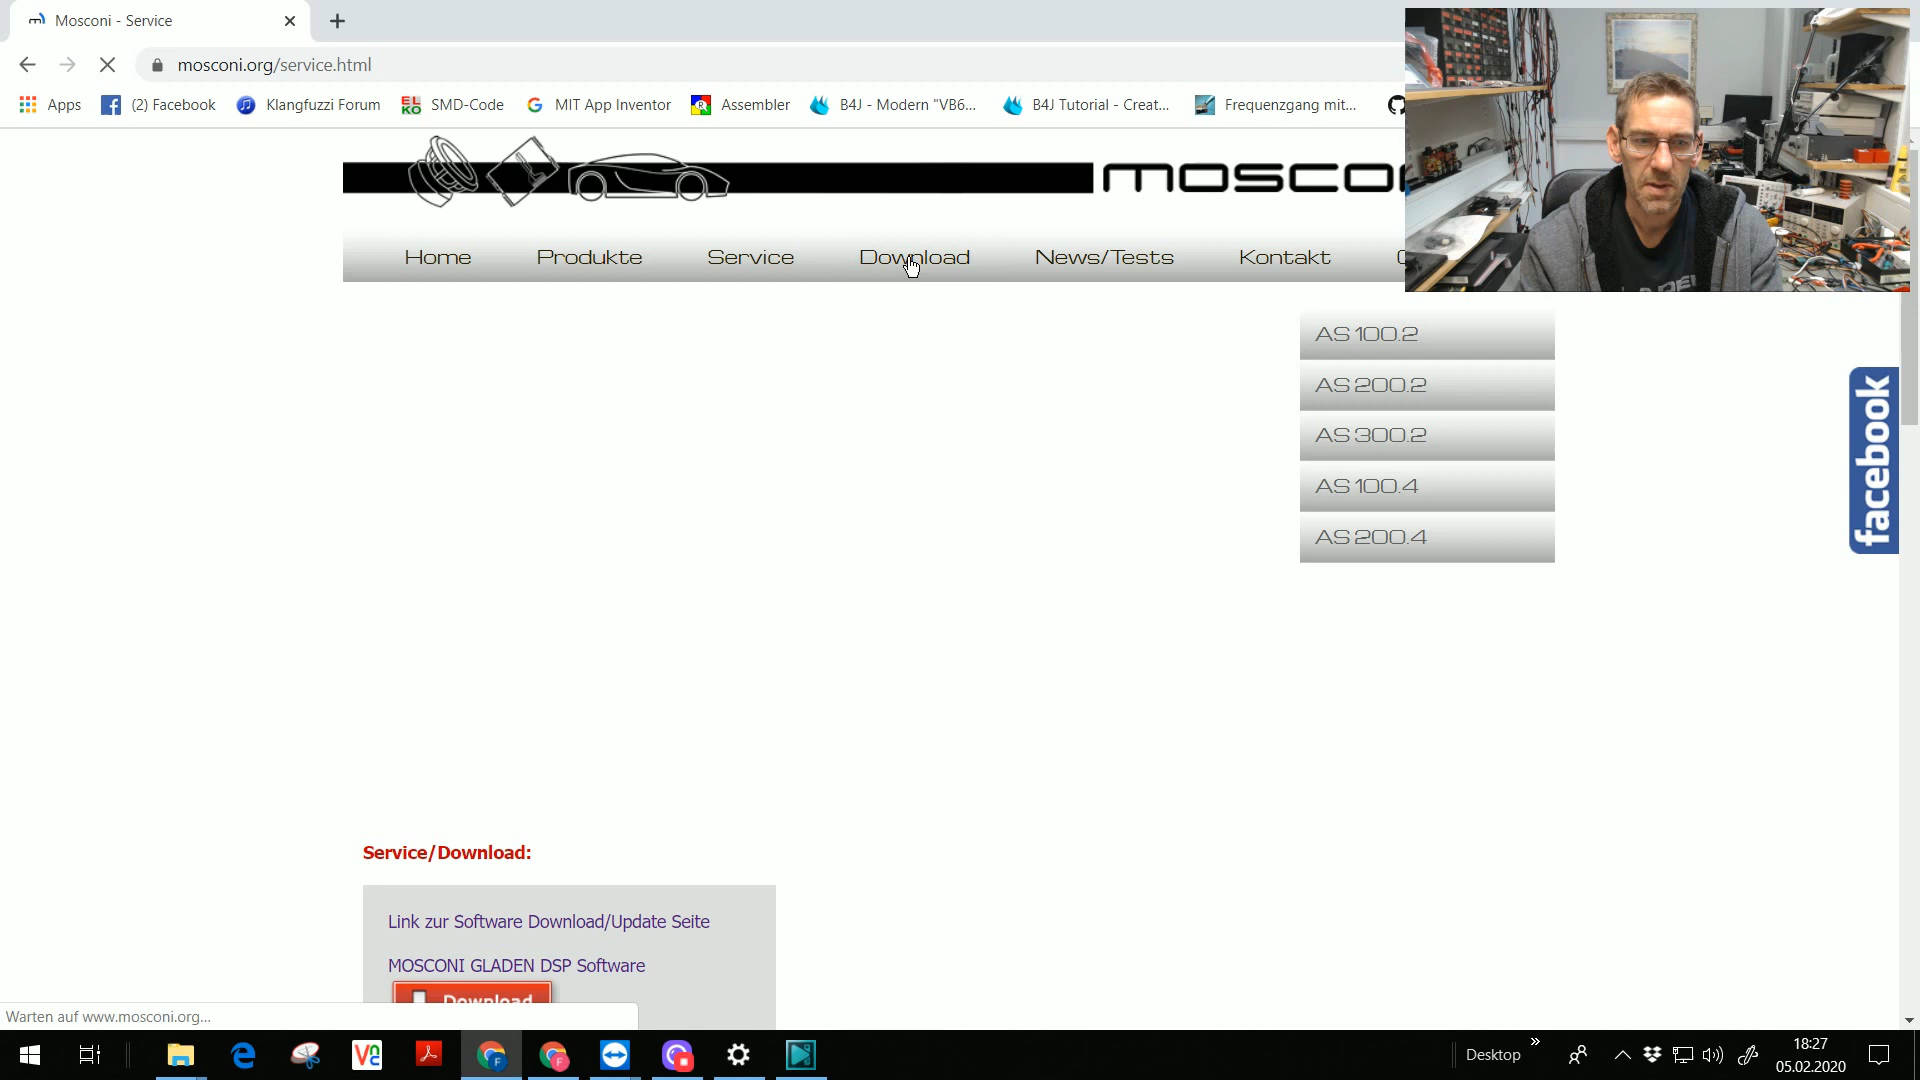 Mosconi - Service
mosconi.org/service.html
Apps
(2) Facebook
Klangfuzzi Forum
EL KO
SMD-Code
MIT App Inventor
Assembler
B4J - Modern "VB6...
B4J Tutorial - Creat...
Frequenzgang mit...
MOSCO
Home
Produkte
Service
Download
News/Tests
Kontakt
AS 100.2
AS 200.2
AS 300.2
AS 100.4
AS 200.4
facebook
Service/Download:
Link zur Software Download/Update Seite
MOSCONI GLADEN DSP Software
Download
Warten auf www.mosconi.org...
Desktop
18:27
05.02.2020